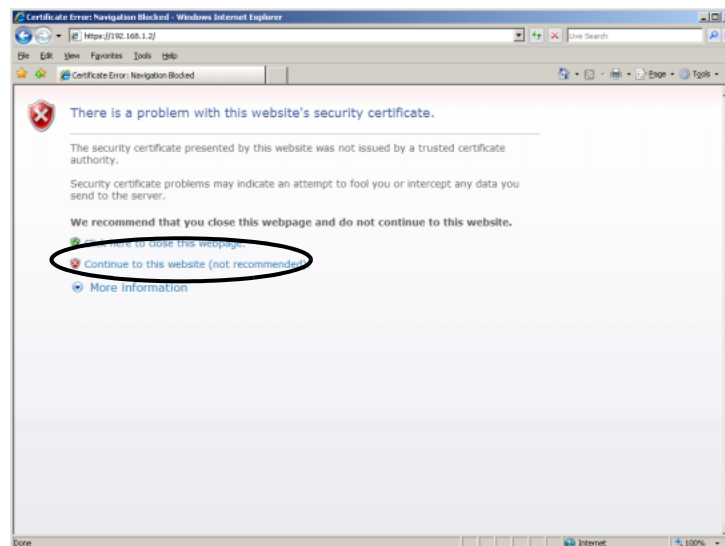 Certificate Error: Navigation Blocked - Windows Internet Explorer
https://192.168.1.2/
Live Search
File Edit View Favorites Tools Help
Certificate Error: Navigation Blocked
Page Tools
There is a problem with this website's security certificate.
The security certificate presented by this website was not issued by a trusted certificate
authority.
Security certificate problems may indicate an attempt to fool you or intercept any data you
send to the server.
We recommend that you close this webpage and do not continue to this website.
Click here to close this webpage.
Continue to this website (not recommended).
More information
Done
Internet
100%